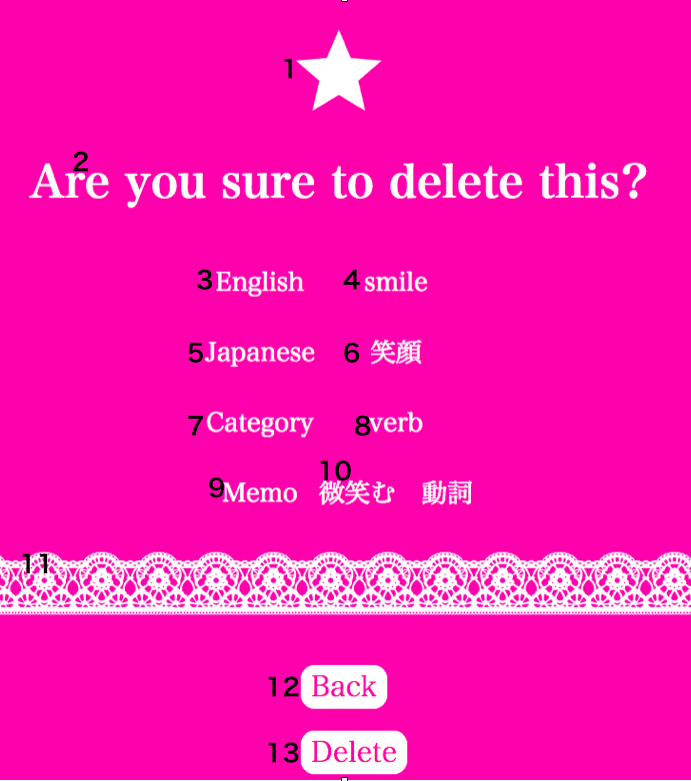 1
2
Are you sure to delete this?
3 English 4 smile
5 Japanese 6 笑顔
7 Category 8 verb
10
9 Memo 微笑む 動詞
11
12 Back
13 Delete